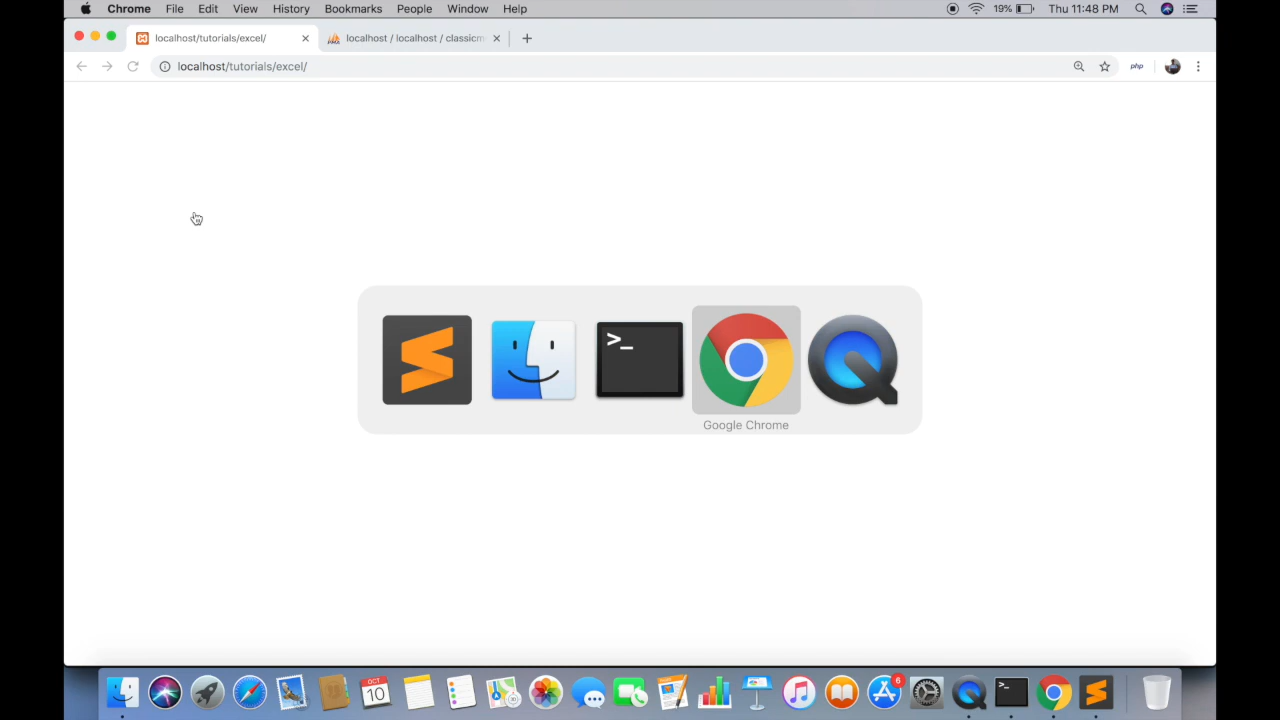 Chrome File Edit View History Bookmarks People Window Help 19% Thu 11:48 PM
localhost/tutorials/excel/ localhost / localhost / classicm
localhost/tutorials/excel/ php
>_
Google Chrome
OCT
10
6
>_